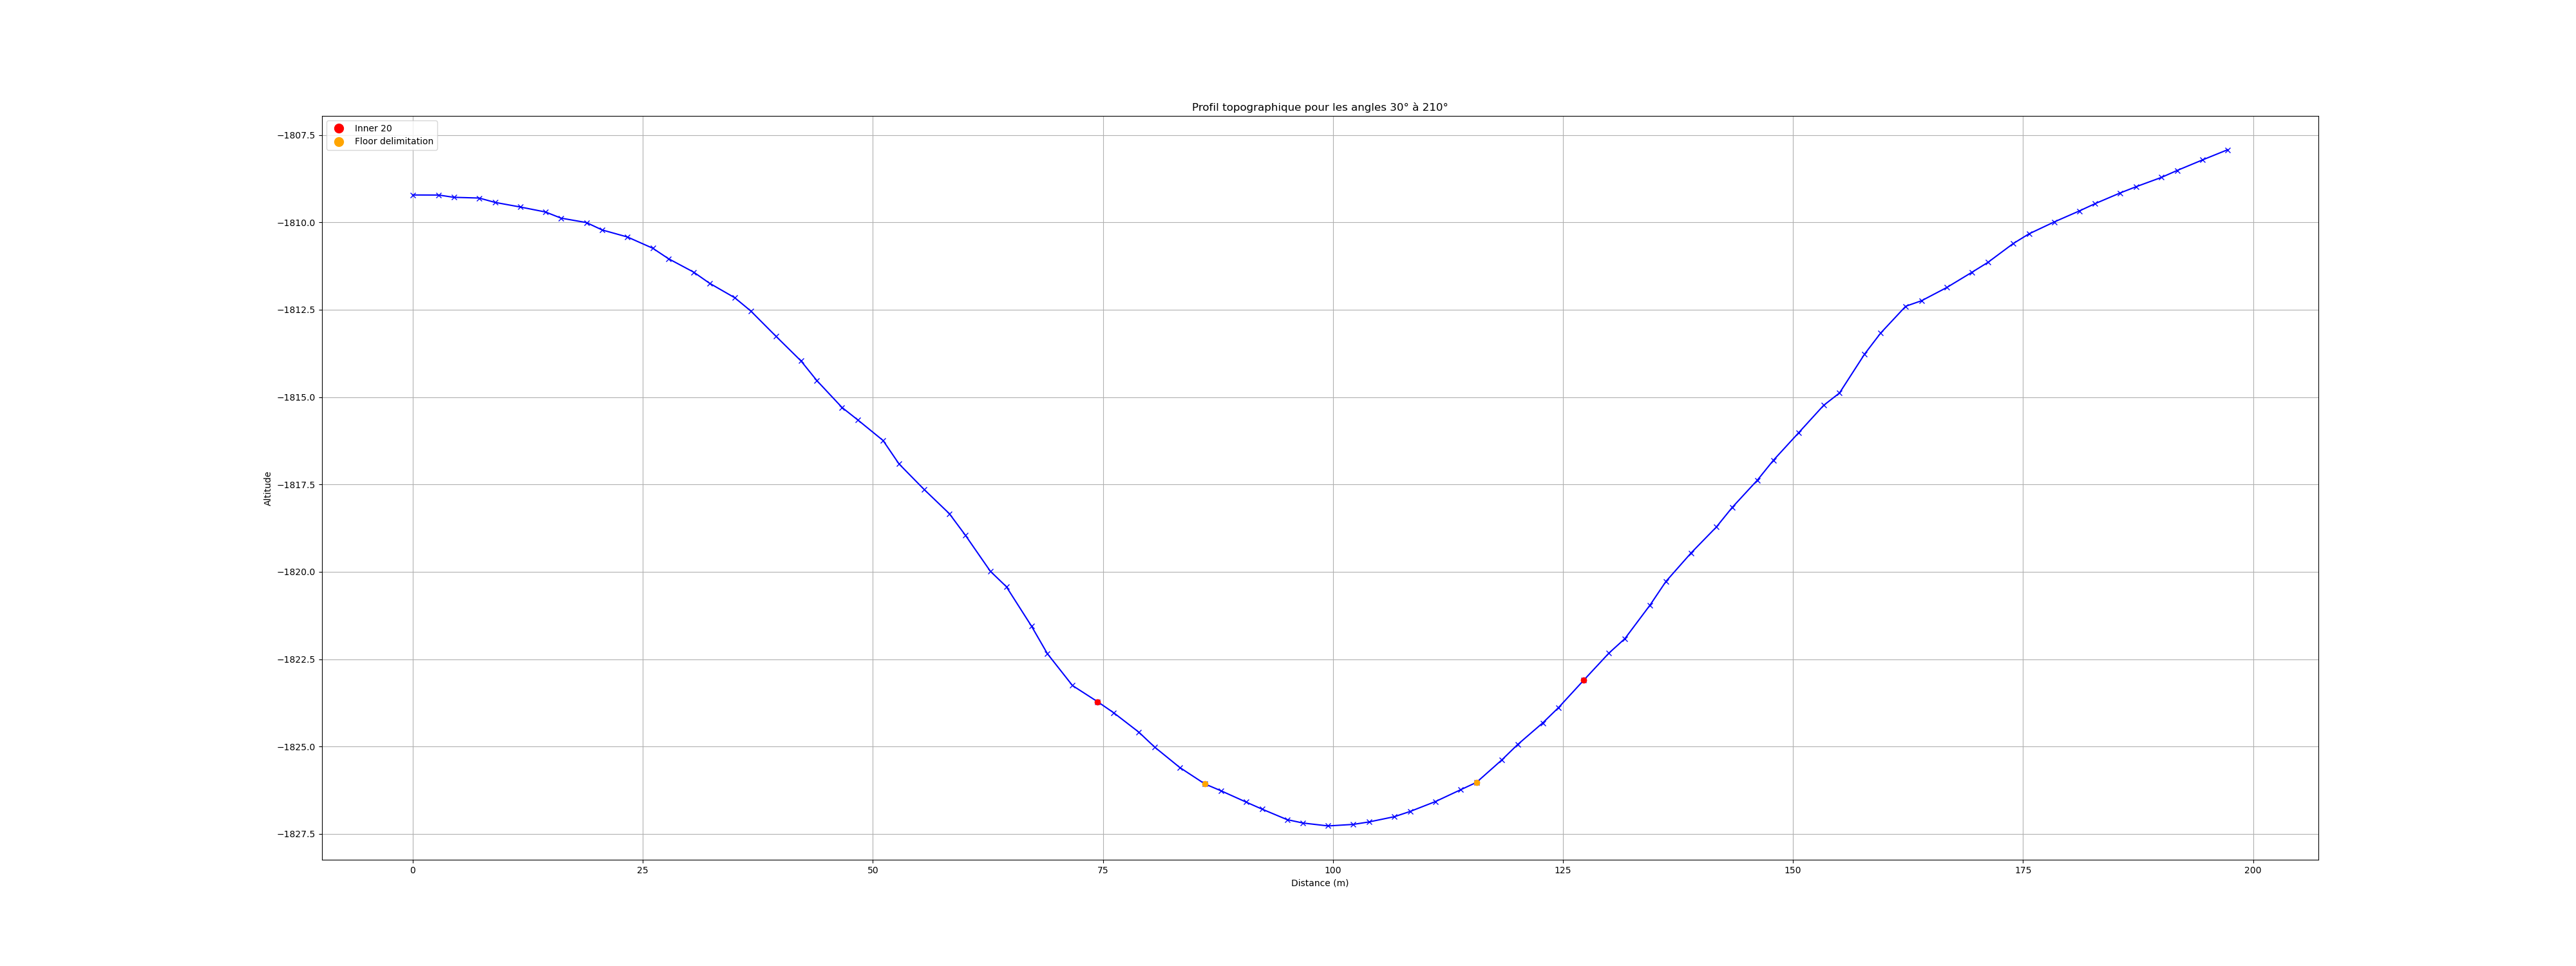 Profil topographique pour les angles 30° à 210°
Inner 20
Floor delimitation
−1807.5
−1810.0
−1812.5
−1815.0
−1817.5
−1820.0
−1822.5
−1825.0
−1827.5
Altitude
0 25 50 75 100 125 150 175 200
Distance (m)